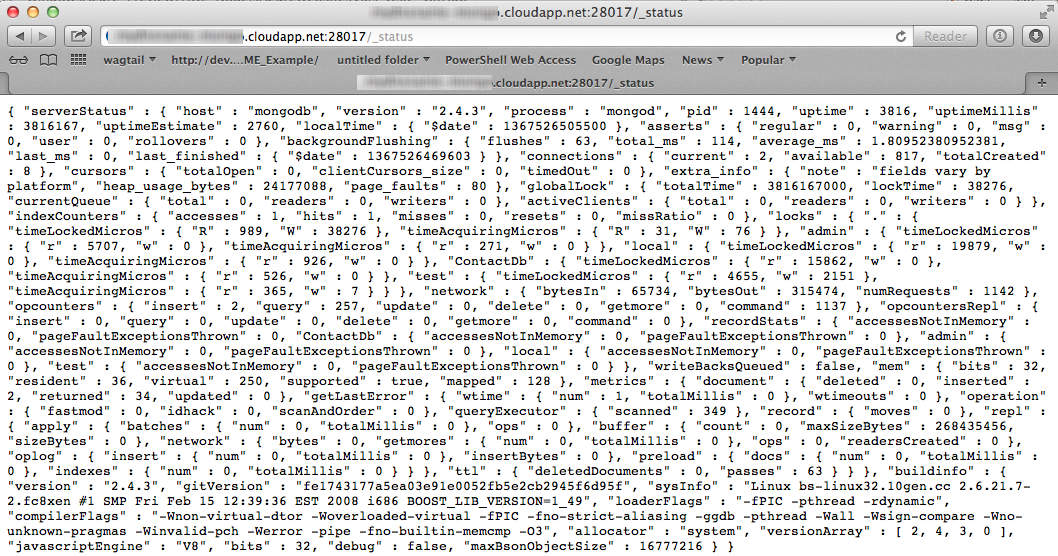 .cloudapp.net:28017/_status
.cloudapp.net:28017/_status
Reader
wagtail
http://dev....ME_Example/
untitled folder
PowerShell Web Access
Google Maps
News
Popular
.cloudapp.net:28017/_status
{ "serverStatus" : { "host" : "mongodb", "version" : "2.4.3", "process" : "mongod", "pid" : 1444, "uptime" : 3816, "uptimeMillis"
: 3816167, "uptimeEstimate" : 2760, "localTime" : { "$date" : 1367526505500 }, "asserts" : { "regular" : 0, "warning" : 0, "msg" :
0, "user" : 0, "rollovers" : 0 }, "backgroundFlushing" : { "flushes" : 63, "total_ms" : 114, "average_ms" : 1.80952380952381,
"last_ms" : 0, "last_finished" : { "$date" : 1367526469603 } }, "connections" : { "current" : 2, "available" : 817, "totalCreated"
: 8 }, "cursors" : { "totalOpen" : 0, "clientCursors_size" : 0, "timedOut" : 0 }, "extra_info" : { "note" : "fields vary by
platform", "heap_usage_bytes" : 24177088, "page_faults" : 80 }, "globalLock" : { "totalTime" : 3816167000, "lockTime" : 38276,
"currentQueue" : { "total" : 0, "readers" : 0, "writers" : 0 }, "activeClients" : { "total" : 0, "readers" : 0, "writers" : 0 } },
"indexCounters" : { "accesses" : 1, "hits" : 1, "misses" : 0, "resets" : 0, "missRatio" : 0 }, "locks" : { "." : {
"timeLockedMicros" : { "R" : 989, "W" : 38276 }, "timeAcquiringMicros" : { "R" : 31, "W" : 76 } }, "admin" : { "timeLockedMicros"
: { "r" : 5707, "w" : 0 }, "timeAcquiringMicros" : { "r" : 271, "w" : 0 } }, "local" : { "timeLockedMicros" : { "r" : 19879, "w" :
0 }, "timeAcquiringMicros" : { "r" : 926, "w" : 0 } }, "ContactDb" : { "timeLockedMicros" : { "r" : 15862, "w" : 0 },
"timeAcquiringMicros" : { "r" : 526, "w" : 0 } }, "test" : { "timeLockedMicros" : { "r" : 4655, "w" : 2151 },
"timeAcquiringMicros" : { "r" : 365, "w" : 7 } } }, "network" : { "bytesIn" : 65734, "bytesOut" : 315474, "numRequests" : 1142 },
"opcounters" : { "insert" : 2, "query" : 257, "update" : 0, "delete" : 0, "getmore" : 0, "command" : 1137 }, "opcountersRepl" : {
"insert" : 0, "query" : 0, "update" : 0, "delete" : 0, "getmore" : 0, "command" : 0 }, "recordStats" : { "accessesNotInMemory" :
0, "pageFaultExceptionsThrown" : 0, "ContactDb" : { "accessesNotInMemory" : 0, "pageFaultExceptionsThrown" : 0 }, "admin" : {
"accessesNotInMemory" : 0, "pageFaultExceptionsThrown" : 0 }, "local" : { "accessesNotInMemory" : 0, "pageFaultExceptionsThrown" :
0 }, "test" : { "accessesNotInMemory" : 0, "pageFaultExceptionsThrown" : 0 } }, "writeBacksQueued" : false, "mem" : { "bits" : 32,
"resident" : 36, "virtual" : 250, "supported" : true, "mapped" : 128 }, "metrics" : { "document" : { "deleted" : 0, "inserted" :
2, "returned" : 34, "updated" : 0 }, "getLastError" : { "wtime" : { "num" : 1, "totalMillis" : 0 }, "wtimeouts" : 0 }, "operation"
: { "fastmod" : 0, "idhack" : 0, "scanAndOrder" : 0 }, "queryExecutor" : { "scanned" : 349 }, "record" : { "moves" : 0 }, "repl" :
{ "apply" : { "batches" : { "num" : 0, "totalMillis" : 0 }, "ops" : 0 }, "buffer" : { "count" : 0, "maxSizeBytes" : 268435456,
"sizeBytes" : 0 }, "network" : { "bytes" : 0, "getmores" : { "num" : 0, "totalMillis" : 0 }, "ops" : 0, "readersCreated" : 0 },
"oplog" : { "insert" : { "num" : 0, "totalMillis" : 0 }, "insertBytes" : 0 }, "preload" : { "docs" : { "num" : 0, "totalMillis" :
0 }, "indexes" : { "num" : 0, "totalMillis" : 0 } } }, "ttl" : { "deletedDocuments" : 0, "passes" : 63 } } }, "buildinfo" : {
"version" : "2.4.3", "gitVersion" : "fe1743177a5ea03e91e0052fb5e2cb2945f6d95f", "sysInfo" : "Linux bs-linux32.10gen.cc 2.6.21.7-
2.fc8xen #1 SMP Fri Feb 15 12:39:36 EST 2008 i686 BOOST_LIB_VERSION=1_49", "loaderFlags" : "-fPIC -pthread -rdynamic",
"compilerFlags" : "-Wnon-virtual-dtor -Woverloaded-virtual -fPIC -fno-strict-aliasing -ggdb -pthread -Wall -Wsign-compare -Wno-
unknown-pragmas -Winvalid-pch -Werror -pipe -fno-builtin-memcmp -O3", "allocator" : "system", "versionArray" : [ 2, 4, 3, 0 ],
"javascriptEngine" : "V8", "bits" : 32, "debug" : false, "maxBsonObjectSize" : 16777216 } }